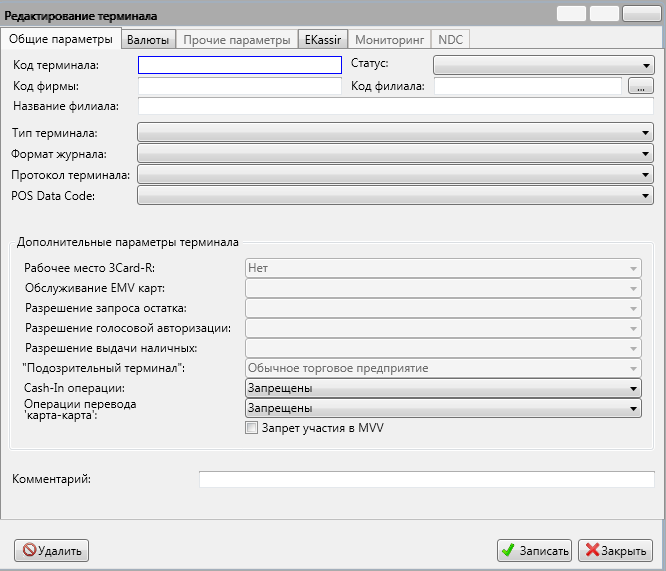 Редактирование терминала
Общие параметры Валюты Прочие параметры EKassir Мониторинг NDC
Код терминала: Статус:
Код фирмы: Код филиала: ...
Название филиала:
Тип терминала:
Формат журнала:
Протокол терминала:
POS Data Code:
Дополнительные параметры терминала
Рабочее место 3Card-R: Нет
Обслуживание EMV карт:
Разрешение запроса остатка:
Разрешение голосовой авторизации:
Разрешение выдачи наличных:
"Подозрительный терминал": Обычное торговое предприятие
Cash-In операции: Запрещены
Операции перевода
'карта-карта': Запрещены
Запрет участия в MVV
Комментарий:
Удалить Записать Закрыть